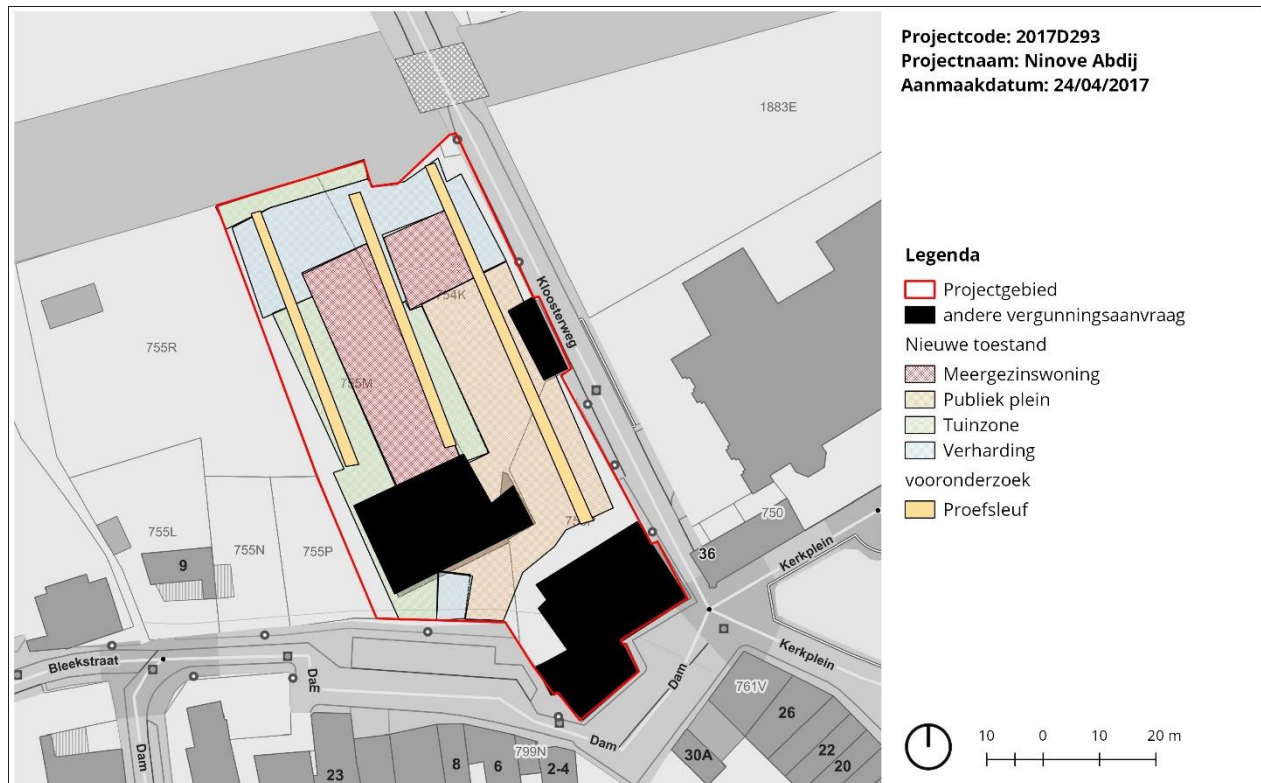 Projectcode: 2017D293
Projectnaam: Ninove Abdij
Aanmaakdatum: 24/04/2017
1883E
Kloosterweg
754K
755R
755M
755L
755N
755P
9
750
36
Kerkplein
Kerkplein
Bleekstraat
Dam
Dam
Dam
Dam
Dam
761V
799N
23
8
6
2-4
30A
26
22
20
Legenda
Projectgebied
andere vergunningsaanvraag
Nieuwe toestand
Meergezinswoning
Publiek plein
Tuinzone
Verharding
vooronderzoek
Proefsleuf
10 0 10 20 m